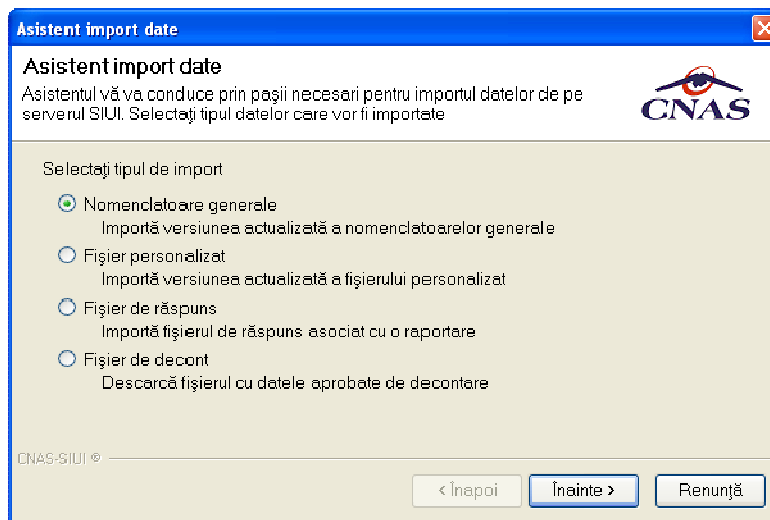 Asistent import date
Asistent import date
Asistentul vă va conduce prin paşii necesari pentru importul datelor de pe
serverul SIUI. Selectaţi tipul datelor care vor fi importate
CNAS
Selectaţi tipul de import
Nomenclatoare generale
Importă versiunea actualizată a nomenclatoarelor generale
Fişier personalizat
Importă versiunea actualizată a fişierului personalizat
Fişier de răspuns
Importă fişierul de răspuns asociat cu o raportare
Fişier de decont
Descarcă fişierul cu datele aprobate de decontare
CNAS-SIUI ®
< Înapoi
Înainte >
Renunţă